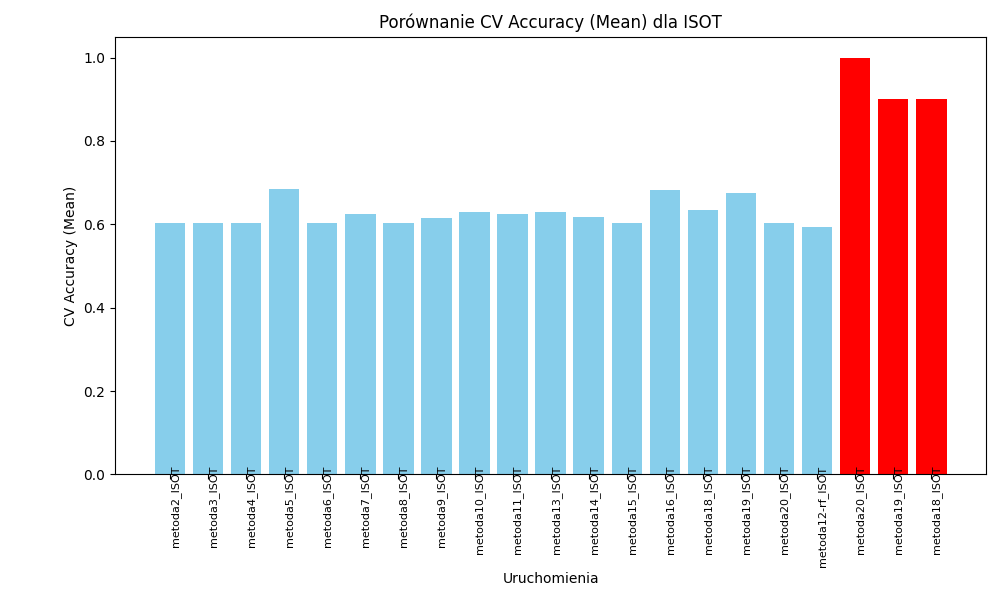 Porównanie CV Accuracy (Mean) dla ISOT
CV Accuracy (Mean)
1.0
0.8
0.6
0.4
0.2
0.0
metoda2_ISOT
metoda3_ISOT
metoda4_ISOT
metoda5_ISOT
metoda6_ISOT
metoda7_ISOT
metoda8_ISOT
metoda9_ISOT
metoda10_ISOT
metoda11_ISOT
metoda13_ISOT
metoda14_ISOT
metoda15_ISOT
metoda16_ISOT
metoda18_ISOT
metoda19_ISOT
metoda20_ISOT
metoda12-rf_ISOT
metoda20_ISOT
metoda19_ISOT
metoda18_ISOT
Uruchomienia